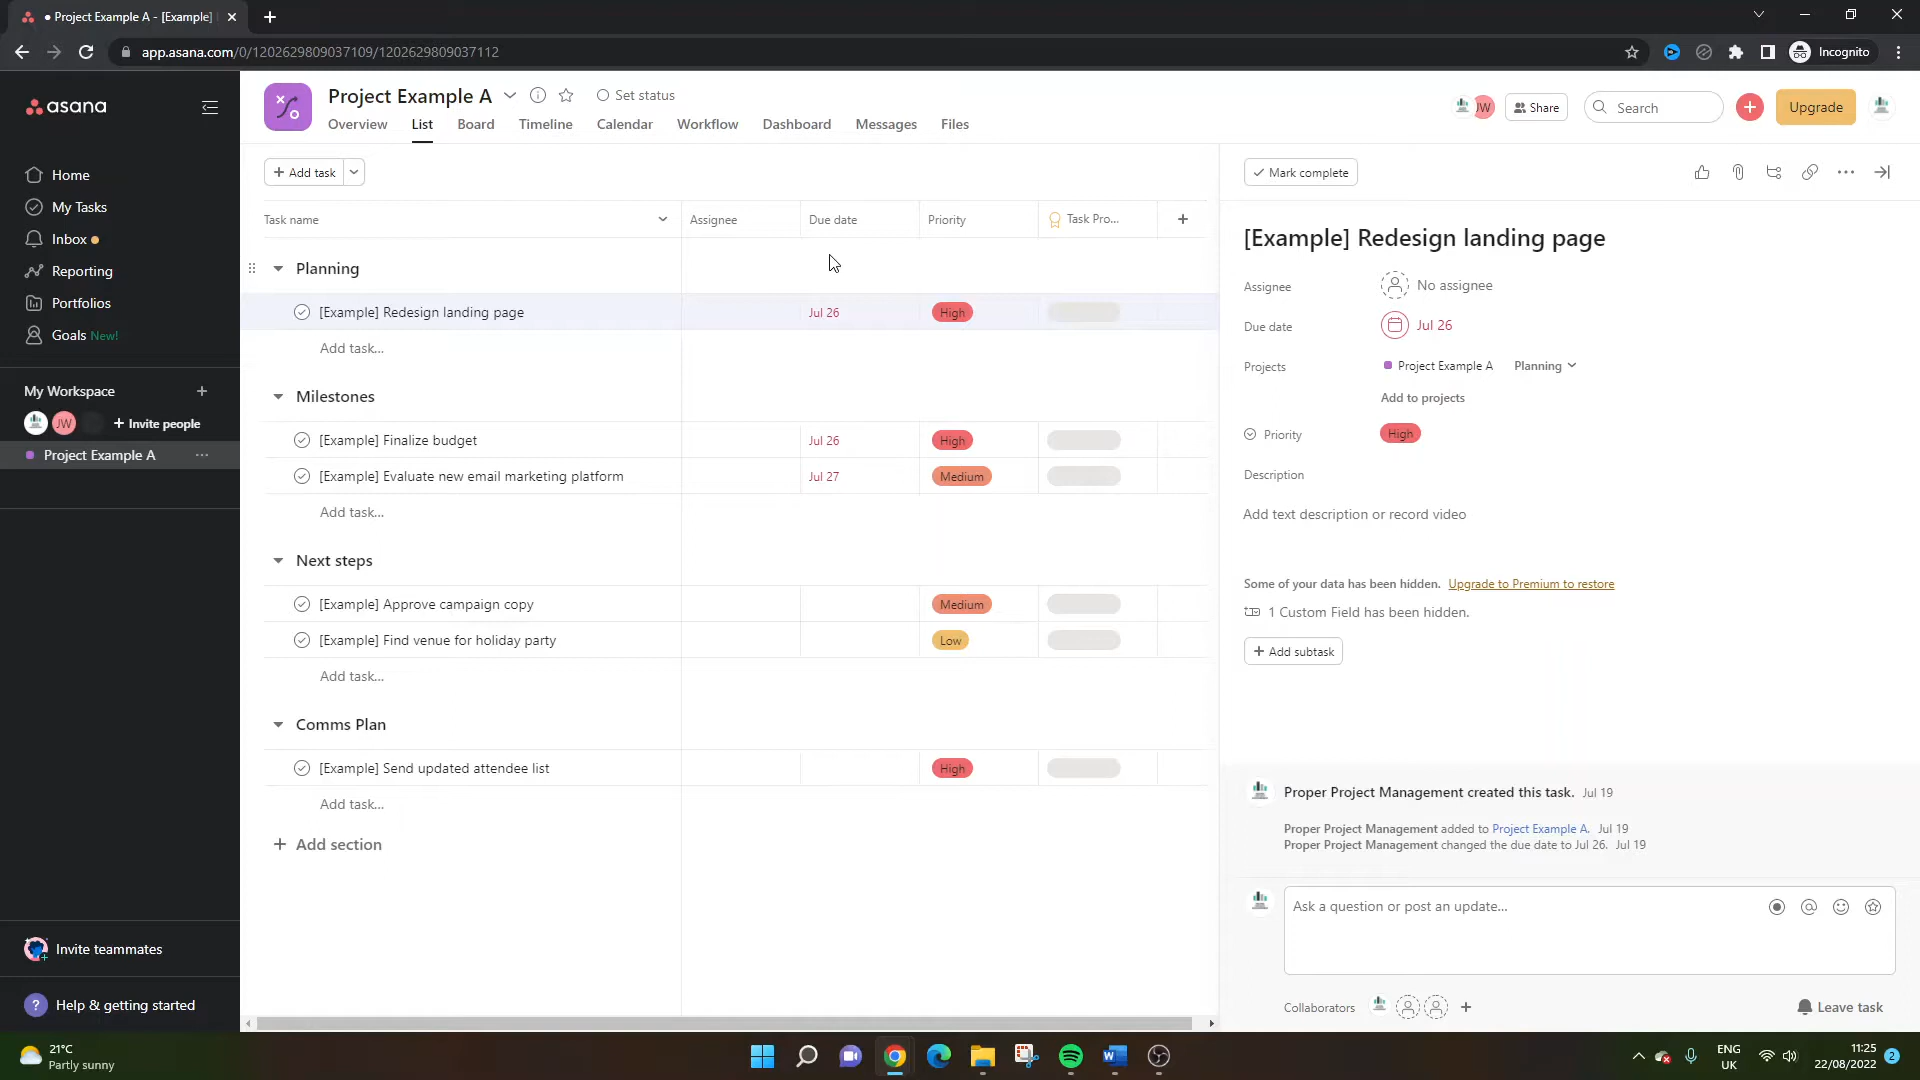 Project Example A - [Example]
app.asana.com/0/1202629809037109/1202629809037112
Incognito
asana
Home
My Tasks
Inbox
Reporting
Portfolios
Goals New!
My Workspace
JW
+ Invite people
Project Example A
Invite teammates
? Help & getting started
Project Example A
Set status
Overview
List
Board
Timeline
Calendar
Workflow
Dashboard
Messages
Files
JW
Share
Search
Upgrade
+ Add task
Task name
Assignee
Due date
Priority
Task Pro...
Planning
[Example] Redesign landing page
Jul 26
High
Add task...
Milestones
[Example] Finalize budget
Jul 26
High
[Example] Evaluate new email marketing platform
Jul 27
Medium
Add task...
Next steps
[Example] Approve campaign copy
Medium
[Example] Find venue for holiday party
Low
Add task...
Comms Plan
[Example] Send updated attendee list
High
Add task...
+ Add section
Mark complete
[Example] Redesign landing page
Assignee
No assignee
Due date
Jul 26
Projects
Project Example A
Planning
Add to projects
Priority
High
Description
Add text description or record video
Some of your data has been hidden. Upgrade to Premium to restore
1 Custom Field has been hidden.
+ Add subtask
Proper Project Management created this task. Jul 19
Proper Project Management added to Project Example A. Jul 19
Proper Project Management changed the due date to Jul 26. Jul 19
Ask a question or post an update...
Collaborators
Leave task
21°C
Partly sunny
ENG
UK
11:25
22/08/2022
2